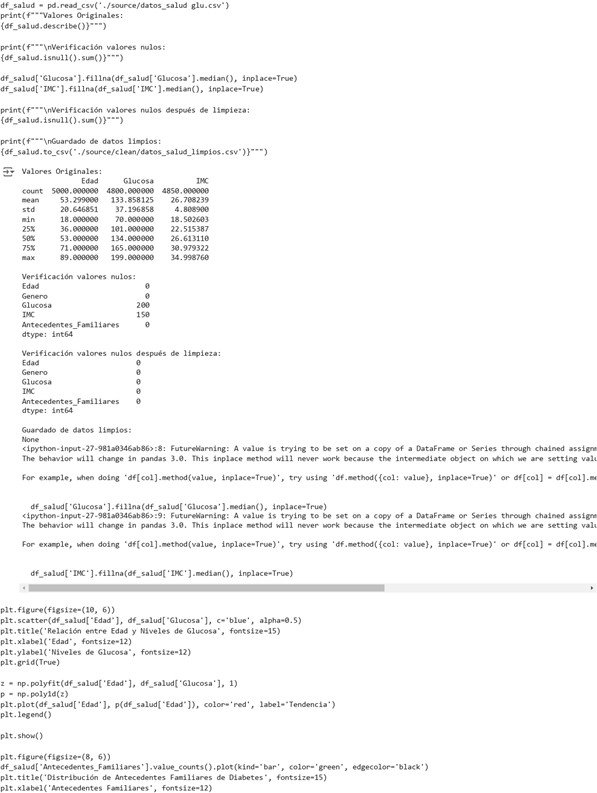 df_salud = pd.read_csv('./source/datos_salud glu.csv')
print(f"""Valores Originales:
{df_salud.describe()}""")
print(f"""\nVerificación valores nulos:
{df_salud.isnull().sum()}""")
df_salud['Glucosa'].fillna(df_salud['Glucosa'].median(), inplace=True)
df_salud['IMC'].fillna(df_salud['IMC'].median(), inplace=True)
print(f"""\nVerificación valores nulos después de limpieza:
{df_salud.isnull().sum()}""")
print(f"""\nGuardado de datos limpios:
{df_salud.to_csv('./source/clean/datos_salud_limpios.csv')}""")
Valores Originales:
Edad Glucosa IMC
count 5000.000000 4800.000000 4850.000000
mean 53.299000 133.858125 26.708239
std 20.646851 37.196858 4.808900
min 18.000000 70.000000 18.502603
25% 36.000000 101.000000 22.515387
50% 53.000000 134.000000 26.613110
75% 71.000000 165.000000 30.979322
max 89.000000 199.000000 34.998760
Verificación valores nulos:
Edad 0
Genero 0
Glucosa 200
IMC 150
Antecedentes_Familiares 0
dtype: int64
Verificación valores nulos después de limpieza:
Edad 0
Genero 0
Glucosa 0
IMC 0
Antecedentes_Familiares 0
dtype: int64
Guardado de datos limpios:
None
<ipython-input-27-981a0346ab86>:8: FutureWarning: A value is trying to be set on a copy of a DataFrame or Series through chained assignm
The behavior will change in pandas 3.0. This inplace method will never work because the intermediate object on which we are setting valu
For example, when doing 'df[col].method(value, inplace=True)', try using 'df.method({col: value}, inplace=True)' or df[col] = df[col].me
df_salud['Glucosa'].fillna(df_salud['Glucosa'].median(), inplace=True)
<ipython-input-27-981a0346ab86>:9: FutureWarning: A value is trying to be set on a copy of a DataFrame or Series through chained assignm
The behavior will change in pandas 3.0. This inplace method will never work because the intermediate object on which we are setting valu
For example, when doing 'df[col].method(value, inplace=True)', try using 'df.method({col: value}, inplace=True)' or df[col] = df[col].me
df_salud['IMC'].fillna(df_salud['IMC'].median(), inplace=True)
plt.figure(figsize=(10, 6))
plt.scatter(df_salud['Edad'], df_salud['Glucosa'], c='blue', alpha=0.5)
plt.title('Relación entre Edad y Niveles de Glucosa', fontsize=15)
plt.xlabel('Edad', fontsize=12)
plt.ylabel('Niveles de Glucosa', fontsize=12)
plt.grid(True)
z = np.polyfit(df_salud['Edad'], df_salud['Glucosa'], 1)
p = np.poly1d(z)
plt.plot(df_salud['Edad'], p(df_salud['Edad']), color='red', label='Tendencia')
plt.legend()
plt.show()
plt.figure(figsize=(8, 6))
df_salud['Antecedentes_Familiares'].value_counts().plot(kind='bar', color='green', edgecolor='black')
plt.title('Distribución de Antecedentes Familiares de Diabetes', fontsize=15)
plt.xlabel('Antecedentes Familiares', fontsize=12)